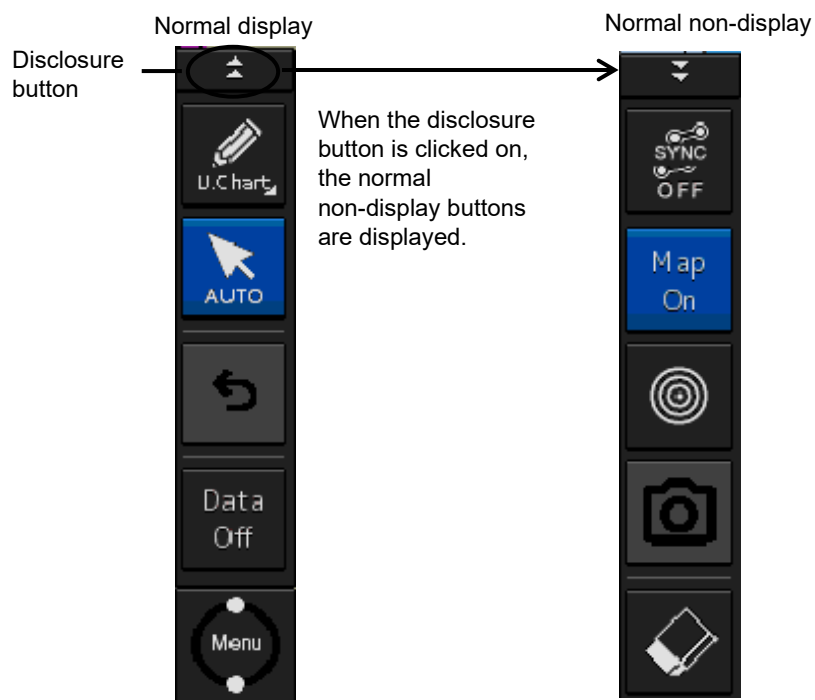 Normal display
Normal non-display
Disclosure
button
When the disclosure
button is clicked on,
the normal
non-display buttons
are displayed.
U.Chart
AUTO
Data
Off
Menu
SYNC
OFF
Map
On